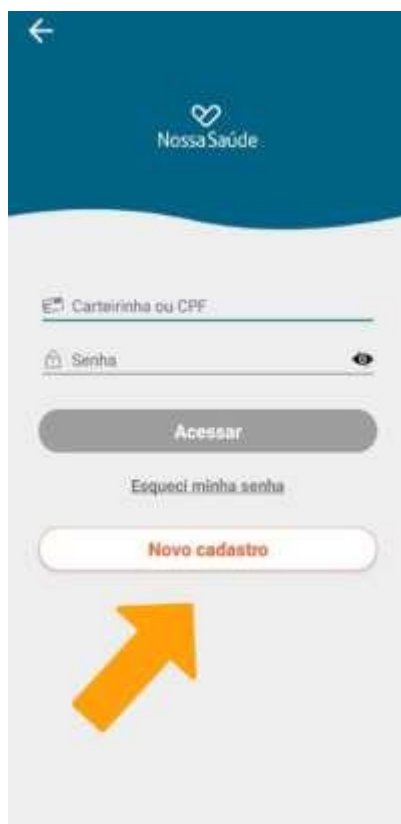 Nossa Saúde
Carteirinha ou CPF
Senha
Acessar
Esqueci minha senha
Novo cadastro